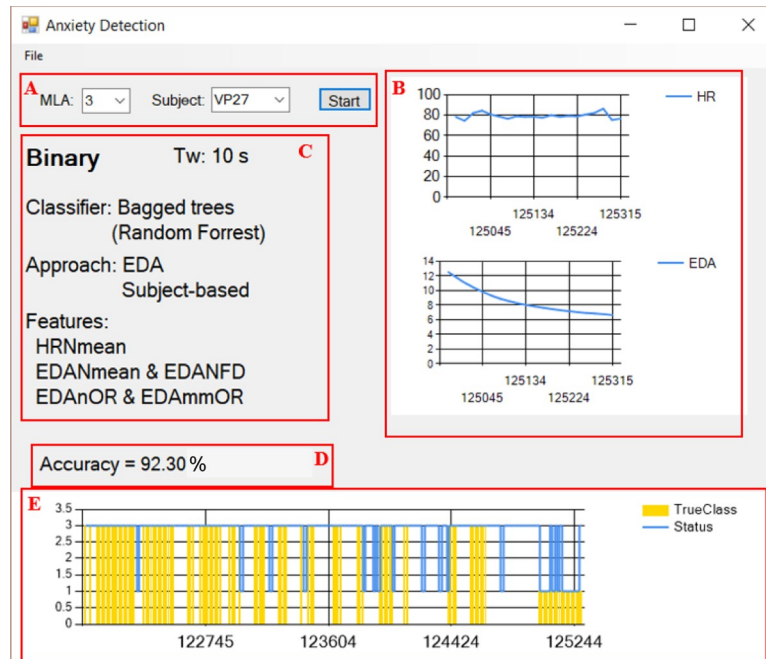 Anxiety Detection
File
A MLA: 3 Subject: VP27 Start
C
Binary Tw: 10 s
Classifier: Bagged trees
(Random Forrest)
Approach: EDA
Subject-based
Features:
HRNmean
EDANmean & EDANFD
EDAnOR & EDAmmOR
B
100
80
60
40
20
0
HR
125134 125315
125045 125224
14
12
10
8
6
4
2
0
EDA
125134 125315
125045 125224
Accuracy = 92.30 % D
E
3.5
3
2.5
2
1.5
1
0.5
0
TrueClass
Status
122745 123604 124424 125244